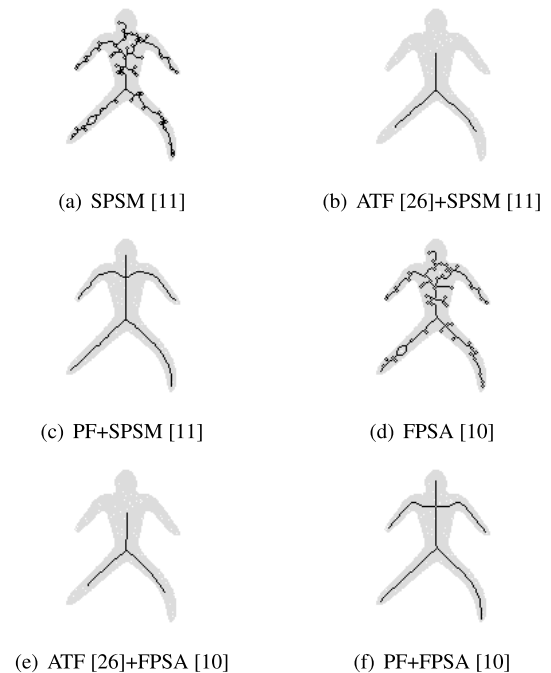 (a) SPSM [11]
(b) ATF [26]+SPSM [11]
(c) PF+SPSM [11]
(d) FPSA [10]
(e) ATF [26]+FPSA [10]
(f) PF+FPSA [10]